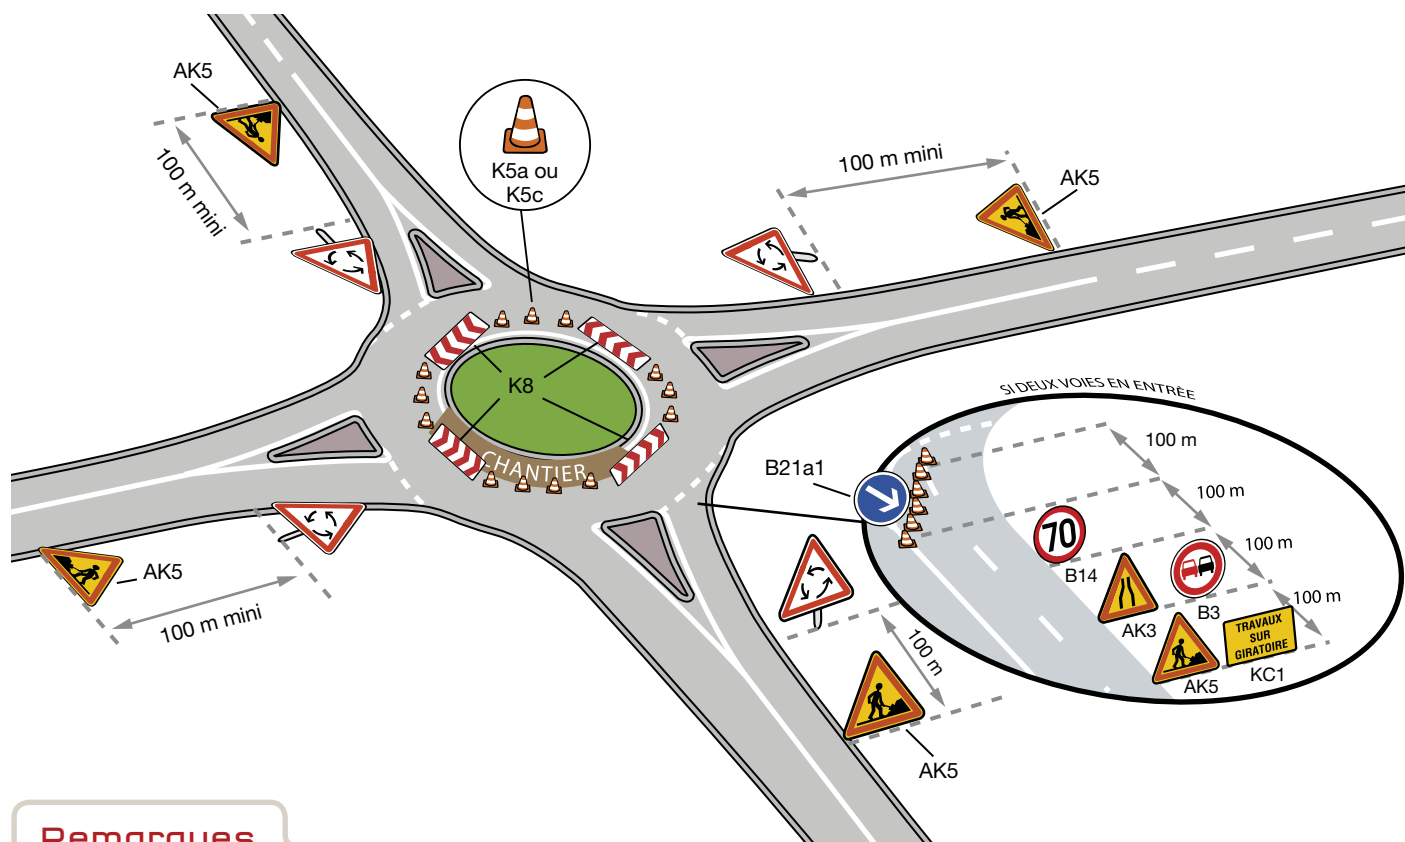 AK5
100 m mini
K5a ou
K5c
100 m mini
AK5
K8
CHANTIER
AK5
100 m mini
SI DEUX VOIES EN ENTRÉE
B21a1
100 m
100 m
100 m
100 m
70
B14
AK3
B3
TRAVAUX
SUR
GIRATOIRE
AK5
KC1
100 m
AK5
Remarques